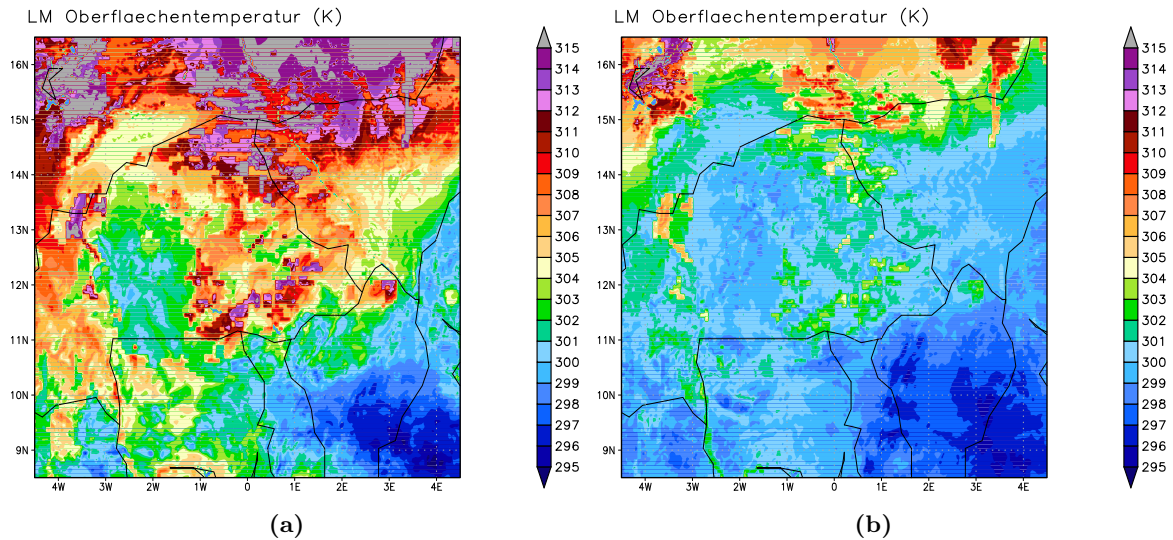 LM Oberflaechentemperatur (K)
16N
15N
14N
13N
12N
11N
10N
9N
4W 3W 2W 1W 0 1E 2E 3E 4E
315
314
313
312
311
310
309
308
307
306
305
304
303
302
301
300
299
298
297
296
295
(a)
LM Oberflaechentemperatur (K)
16N
15N
14N
13N
12N
11N
10N
9N
4W 3W 2W 1W 0 1E 2E 3E 4E
315
314
313
312
311
310
309
308
307
306
305
304
303
302
301
300
299
298
297
296
295
(b)